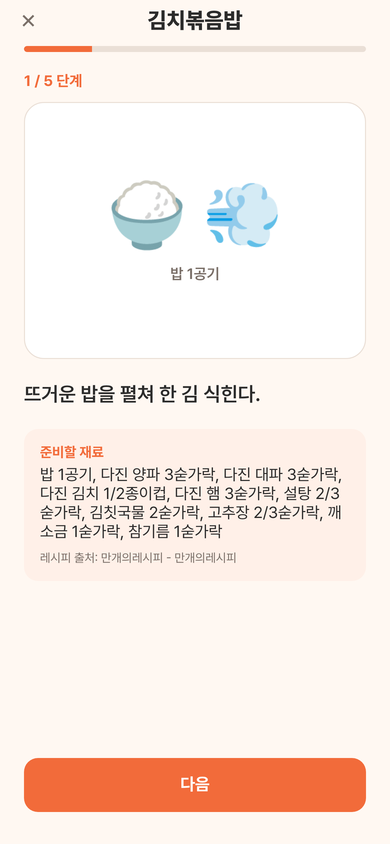 김치볶음밥
1 / 5 단계
밥 1공기
뜨거운 밥을 펼쳐 한 김 식힌다.
준비할 재료
밥 1공기, 다진 양파 3숟가락, 다진 대파 3숟가락,
다진 김치 1/2종이컵, 다진 햄 3숟가락, 설탕 2/3
숟가락, 김칫국물 2숟가락, 고추장 2/3숟가락, 깨
소금 1숟가락, 참기름 1숟가락
레시피 출처: 만개의레시피 - 만개의레시피
다음